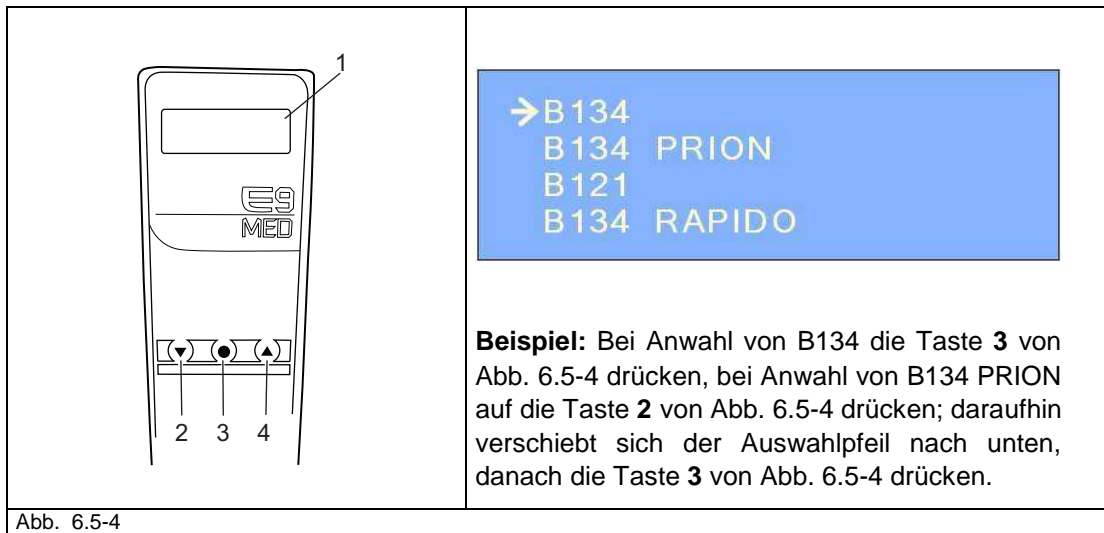 1
E9
MED
2 3 4
→B134
B134 PRION
B121
B134 RAPIDO
Beispiel: Bei Anwahl von B134 die Taste 3 von
Abb. 6.5-4 drücken, bei Anwahl von B134 PRION
auf die Taste 2 von Abb. 6.5-4 drücken; daraufhin
verschiebt sich der Auswahlpfeil nach unten,
danach die Taste 3 von Abb. 6.5-4 drücken.
Abb. 6.5-4